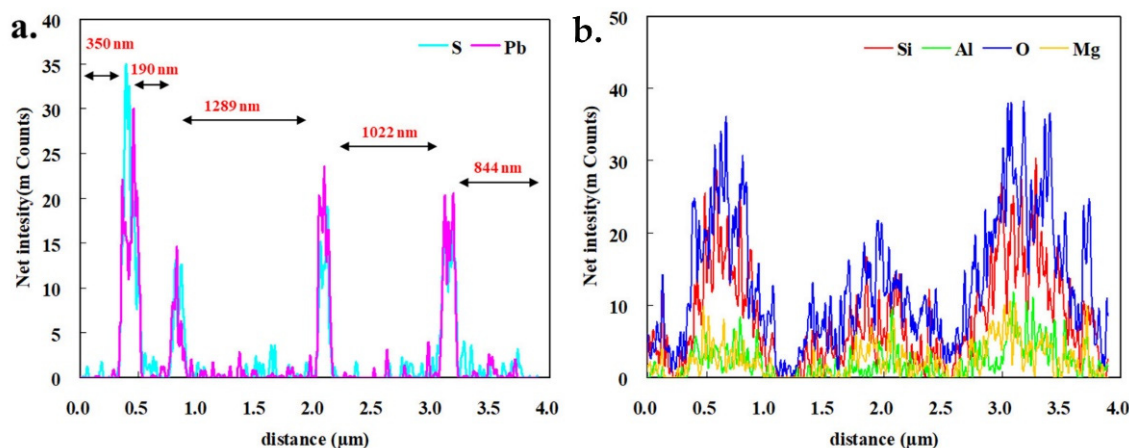 a.
S Pb
350 nm
190 nm
1289 nm
1022 nm
844 nm
40
35
30
25
20
15
10
5
0
Net intesity(m Counts)
0.0 0.5 1.0 1.5 2.0 2.5 3.0 3.5 4.0
distance (µm)
b.
Si Al O Mg
50
40
30
20
10
0
Net intesity(m Counts)
0.0 0.5 1.0 1.5 2.0 2.5 3.0 3.5 4.0
distance (µm)